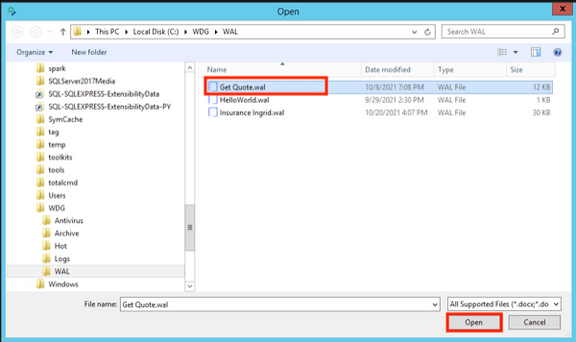 Open
This PC ▸ Local Disk (C:) ▸ WDG ▸ WAL
Search WAL
Organize
New folder
spark
SQLServer2017Media
SQL-SQLEXPRESS-ExtensibilityData
SQL-SQLEXPRESS-ExtensibilityData-PY
SymCache
tag
temp
toolkits
tools
totalcmd
Users
WDG
Antivirus
Archive
Hot
Logs
WAL
Windows
Name Date modified Type Size
Get Quote.wal 10/8/2021 7:08 PM WAL File 12 KB
HelloWorld.wal 9/29/2021 2:30 PM WAL File 1 KB
Insurance Ingrid.wal 10/20/2021 4:07 PM WAL File 30 KB
File name: Get Quote.wal All Supported Files (*.docx;*.do
Open Cancel